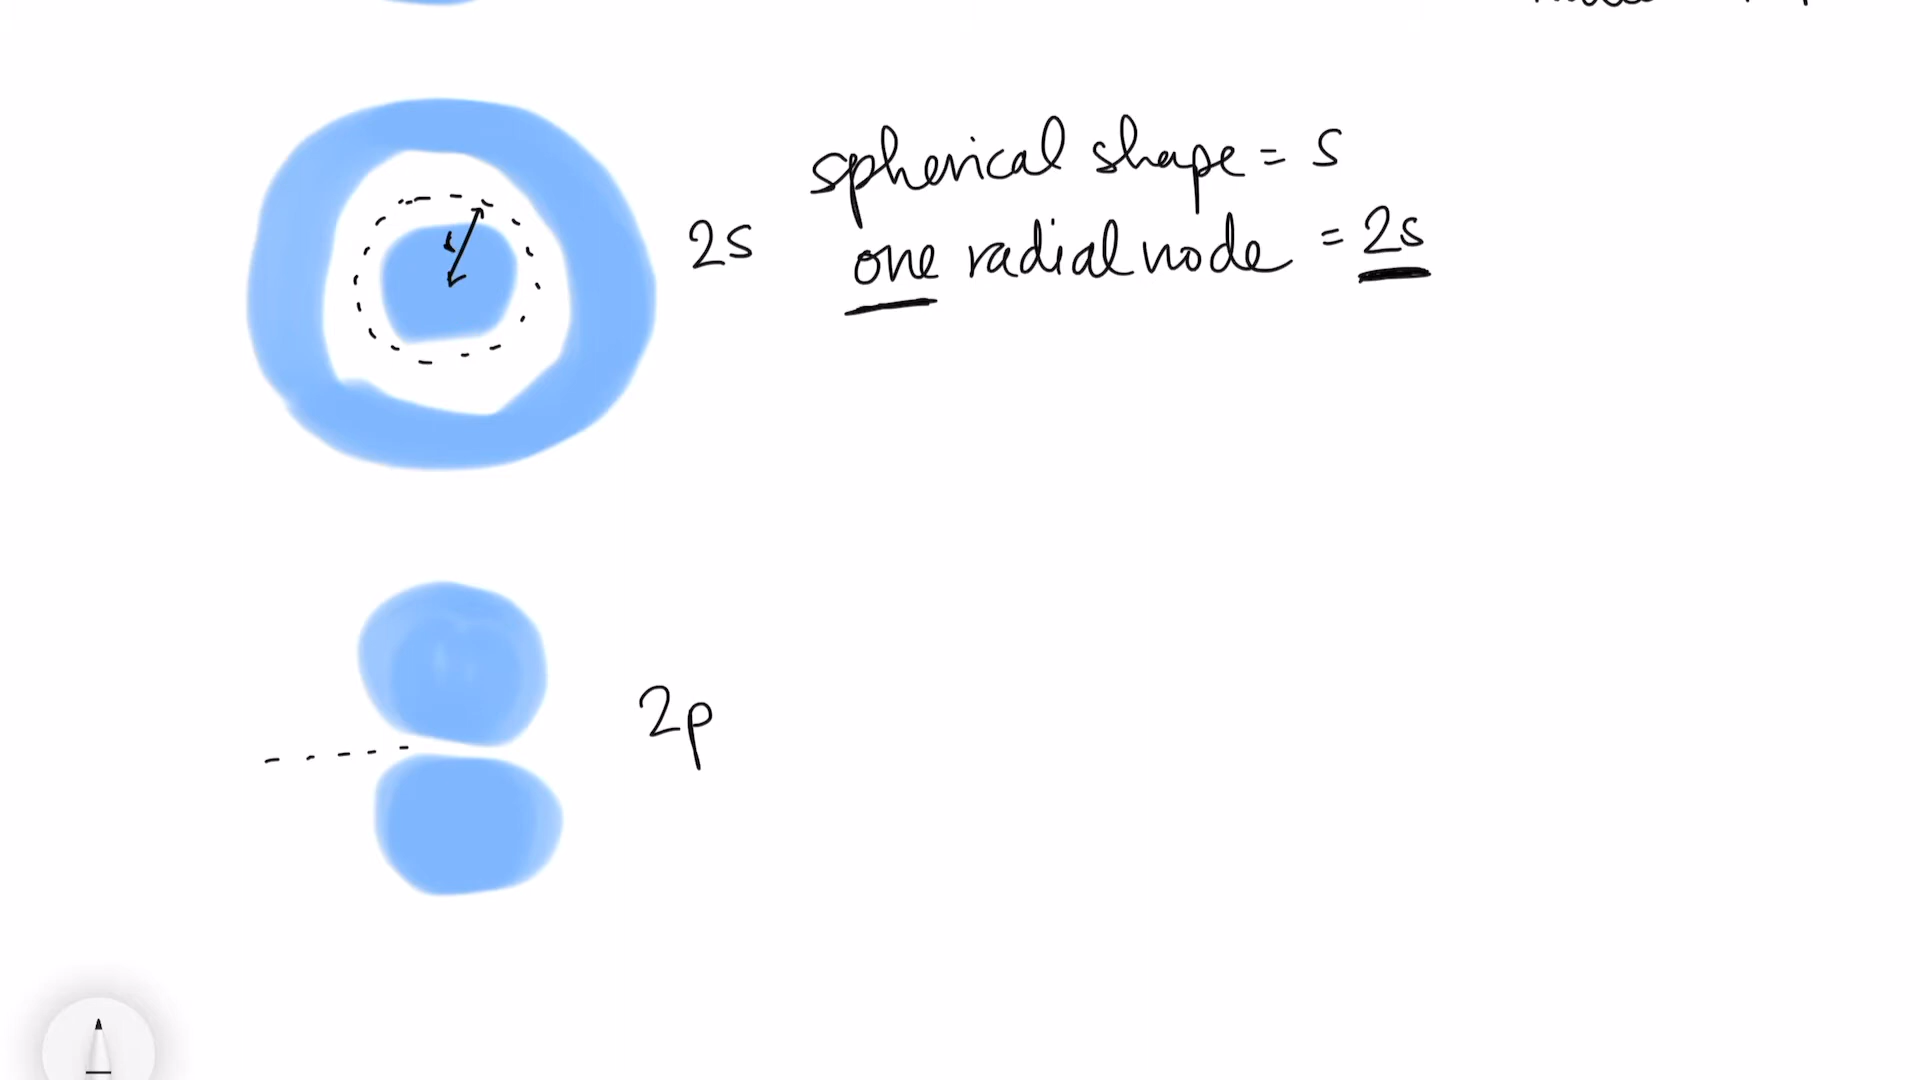 spherical shape = s
2s one radial node = 2s
2p